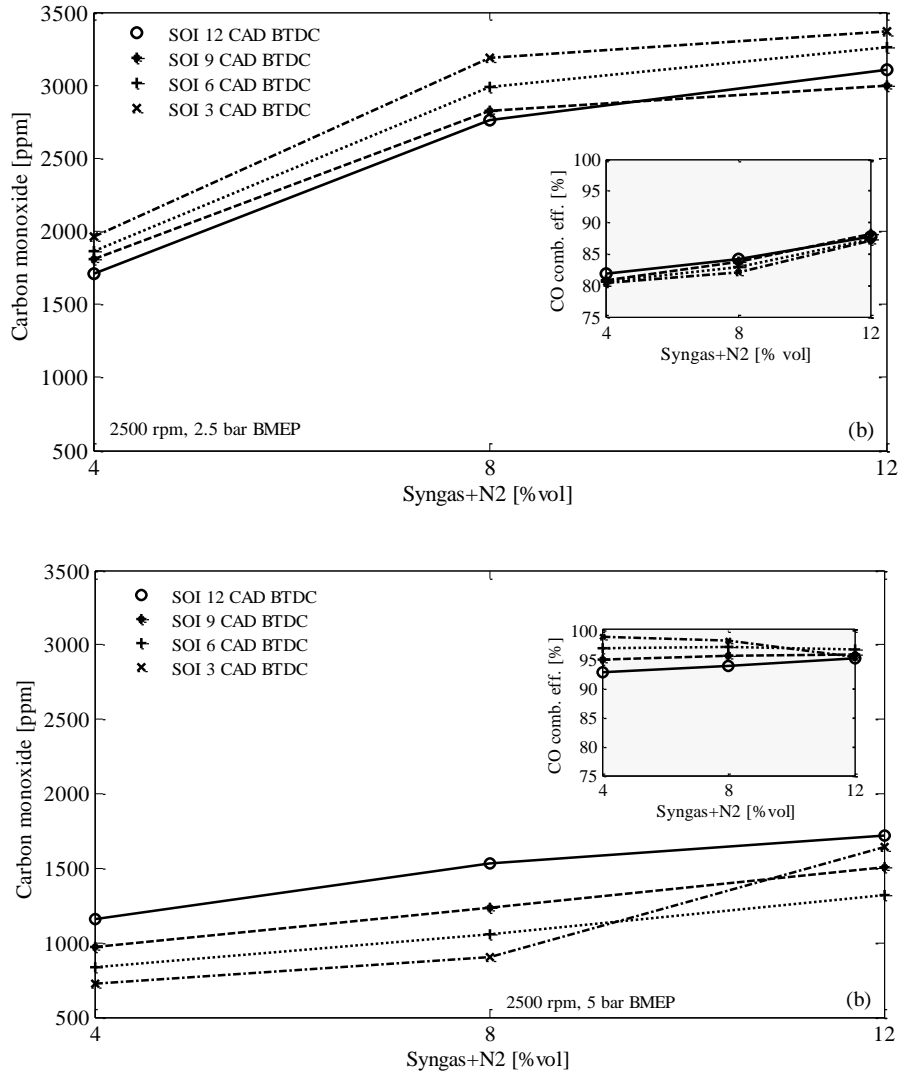 3500
3000
2500
2000
1500
1000
500
Carbon monoxide [ppm]
SOI 12 CAD BTDC
SOI 9 CAD BTDC
SOI 6 CAD BTDC
SOI 3 CAD BTDC
100
95
90
85
80
75
CO comb. eff. [%]
4 8 12
Syngas+N2 [% vol]
2500 rpm, 2.5 bar BMEP
(b)
4 8 12
Syngas+N2 [%vol]
3500
3000
2500
2000
1500
1000
500
Carbon monoxide [ppm]
SOI 12 CAD BTDC
SOI 9 CAD BTDC
SOI 6 CAD BTDC
SOI 3 CAD BTDC
100
95
90
85
80
75
CO comb. eff. [%]
4 8 12
Syngas+N2 [%vol]
2500 rpm, 5 bar BMEP
(b)
4 8 12
Syngas+N2 [%vol]